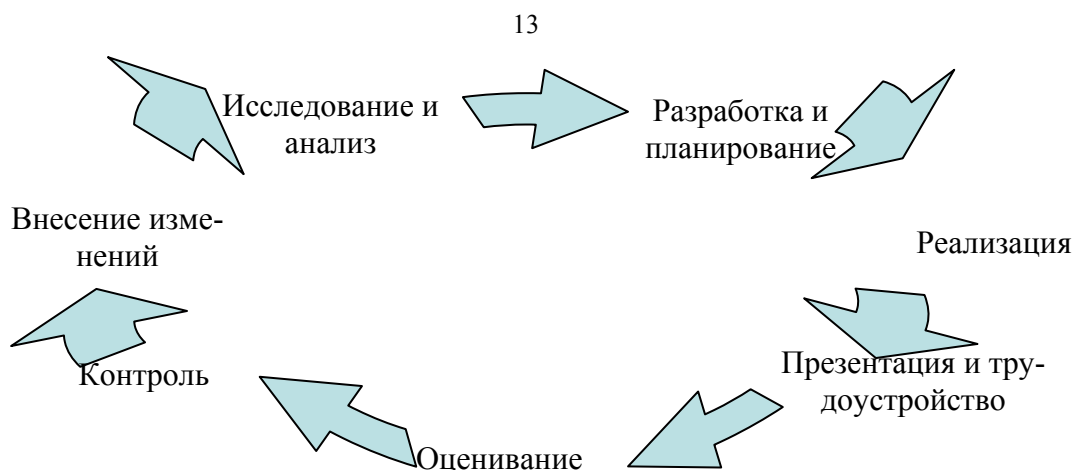 13
Исследование и
анализ
Разработка и
планирование
Реализация
Презентация и тру-
доустройство
Оценивание
Контроль
Внесение изме-
нений